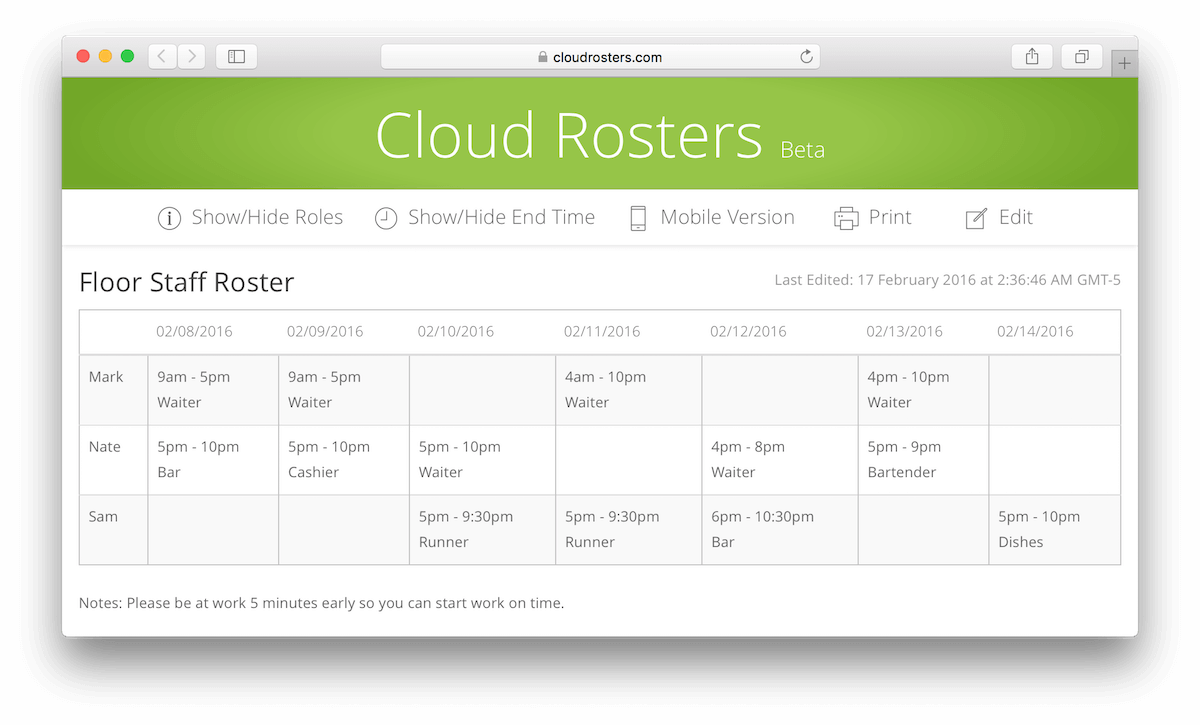 cloudrosters.com
Cloud Rosters Beta
Show/Hide Roles Show/Hide End Time Mobile Version Print Edit
Floor Staff Roster Last Edited: 17 February 2016 at 2:36:46 AM GMT-5
02/08/2016 02/09/2016 02/10/2016 02/11/2016 02/12/2016 02/13/2016 02/14/2016
Mark 9am - 5pm 9am - 5pm 4am - 10pm 4pm - 10pm
Waiter Waiter Waiter Waiter
Nate 5pm - 10pm 5pm - 10pm 5pm - 10pm 4pm - 8pm 5pm - 9pm
Bar Cashier Waiter Waiter Bartender
Sam 5pm - 9:30pm 5pm - 9:30pm 6pm - 10:30pm 5pm - 10pm
Runner Runner Bar Dishes
Notes: Please be at work 5 minutes early so you can start work on time.